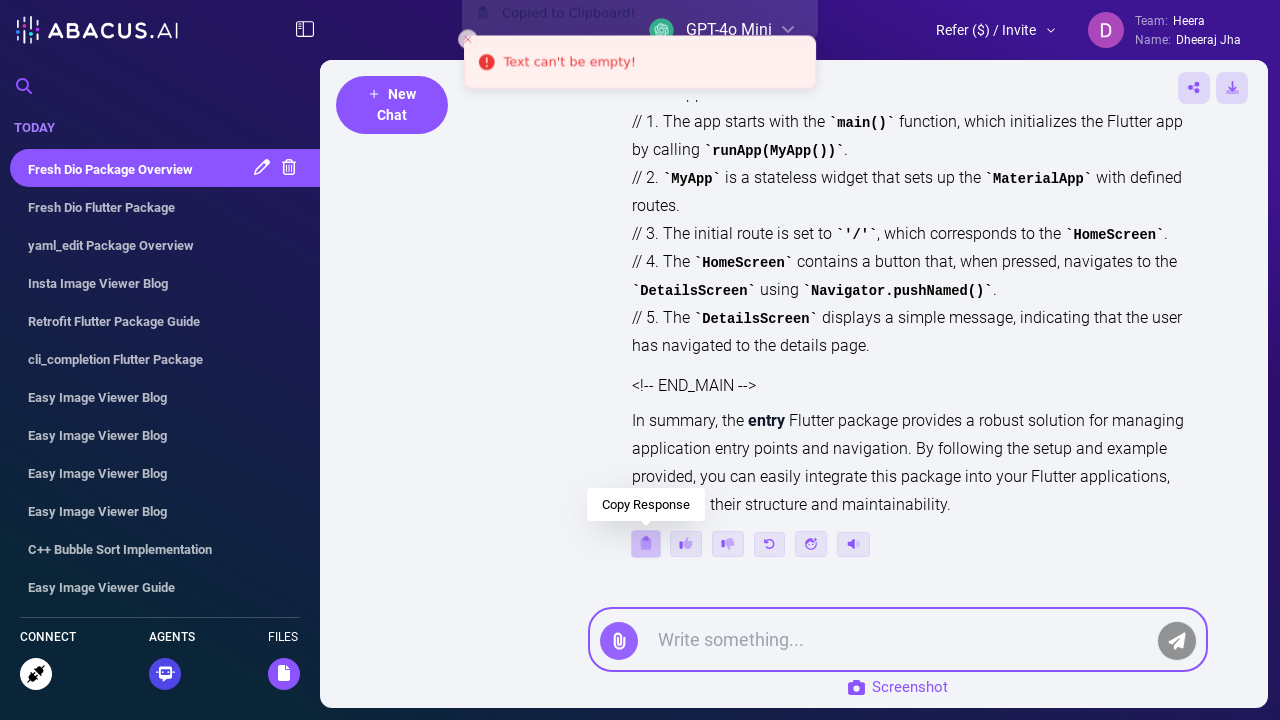 ABACUS.AI
Copied to Clipboard!
GPT-4o Mini
Refer ($) / Invite
D
Team: Heera
Name: Dheeraj Jha
Text can't be empty!
+ New
Chat
TODAY
Fresh Dio Package Overview
Fresh Dio Flutter Package
yaml_edit Package Overview
Insta Image Viewer Blog
Retrofit Flutter Package Guide
cli_completion Flutter Package
Easy Image Viewer Blog
Easy Image Viewer Blog
Easy Image Viewer Blog
Easy Image Viewer Blog
C++ Bubble Sort Implementation
Easy Image Viewer Guide
CONNECT
AGENTS
FILES
// 1. The app starts with the `main()` function, which initializes the Flutter app
by calling `runApp(MyApp())`.
// 2. `MyApp` is a stateless widget that sets up the `MaterialApp` with defined
routes.
// 3. The initial route is set to `'/'`, which corresponds to the `HomeScreen`.
// 4. The `HomeScreen` contains a button that, when pressed, navigates to the
`DetailsScreen` using `Navigator.pushNamed()`.
// 5. The `DetailsScreen` displays a simple message, indicating that the user
has navigated to the details page.
<!-- END_MAIN -->
In summary, the entry Flutter package provides a robust solution for managing
application entry points and navigation. By following the setup and example
provided, you can easily integrate this package into your Flutter applications,
their structure and maintainability.
Copy Response
Write something...
Screenshot